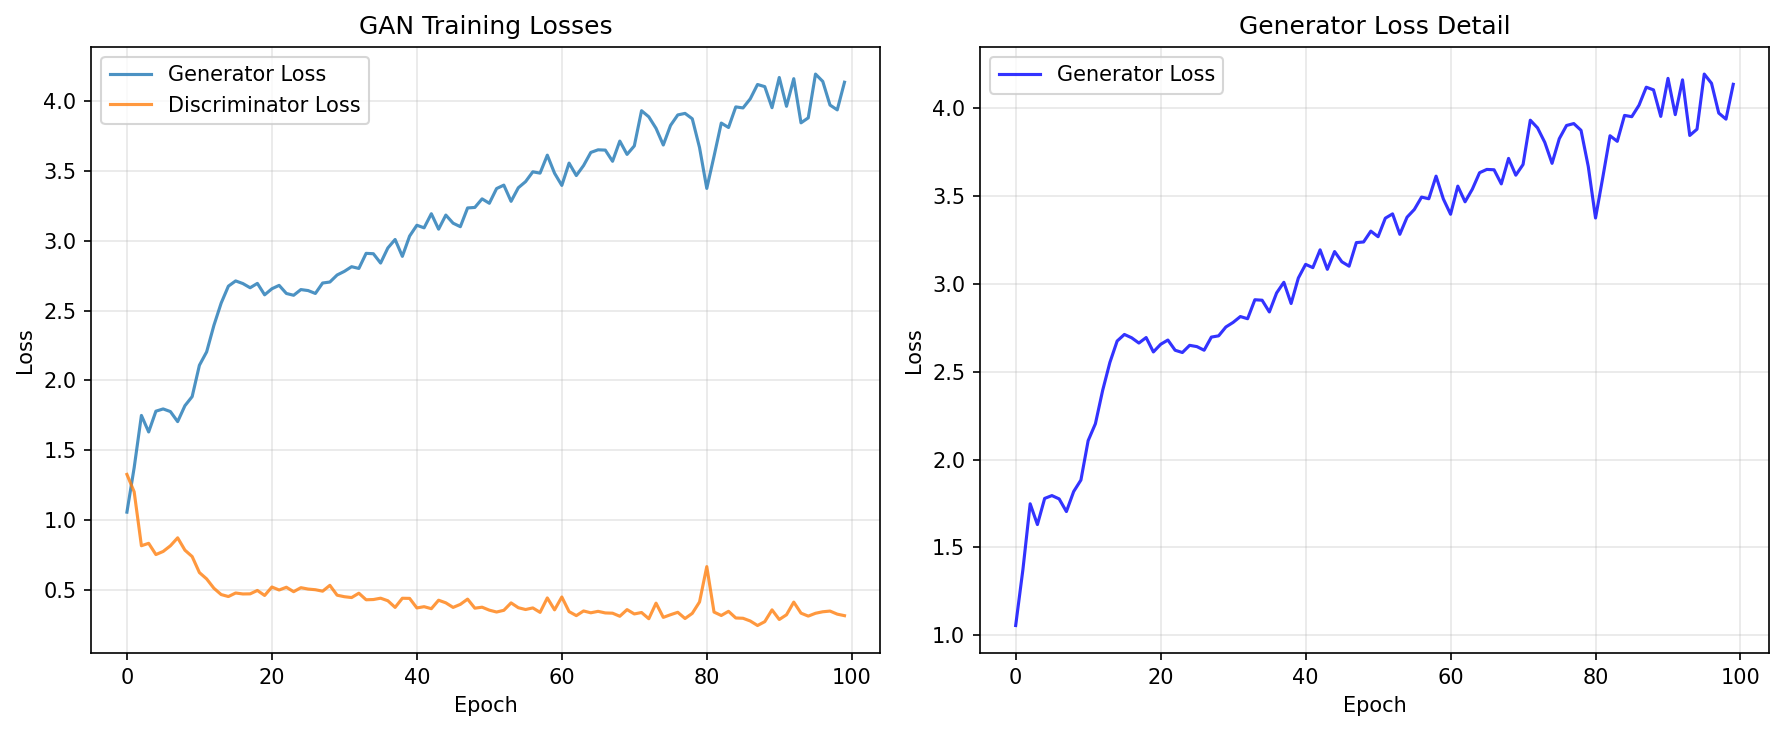 GAN Training Losses
Generator Loss
Discriminator Loss
Loss
4.0
3.5
3.0
2.5
2.0
1.5
1.0
0.5
0 20 40 60 80 100
Epoch
Generator Loss Detail
Generator Loss
Loss
4.0
3.5
3.0
2.5
2.0
1.5
1.0
0 20 40 60 80 100
Epoch